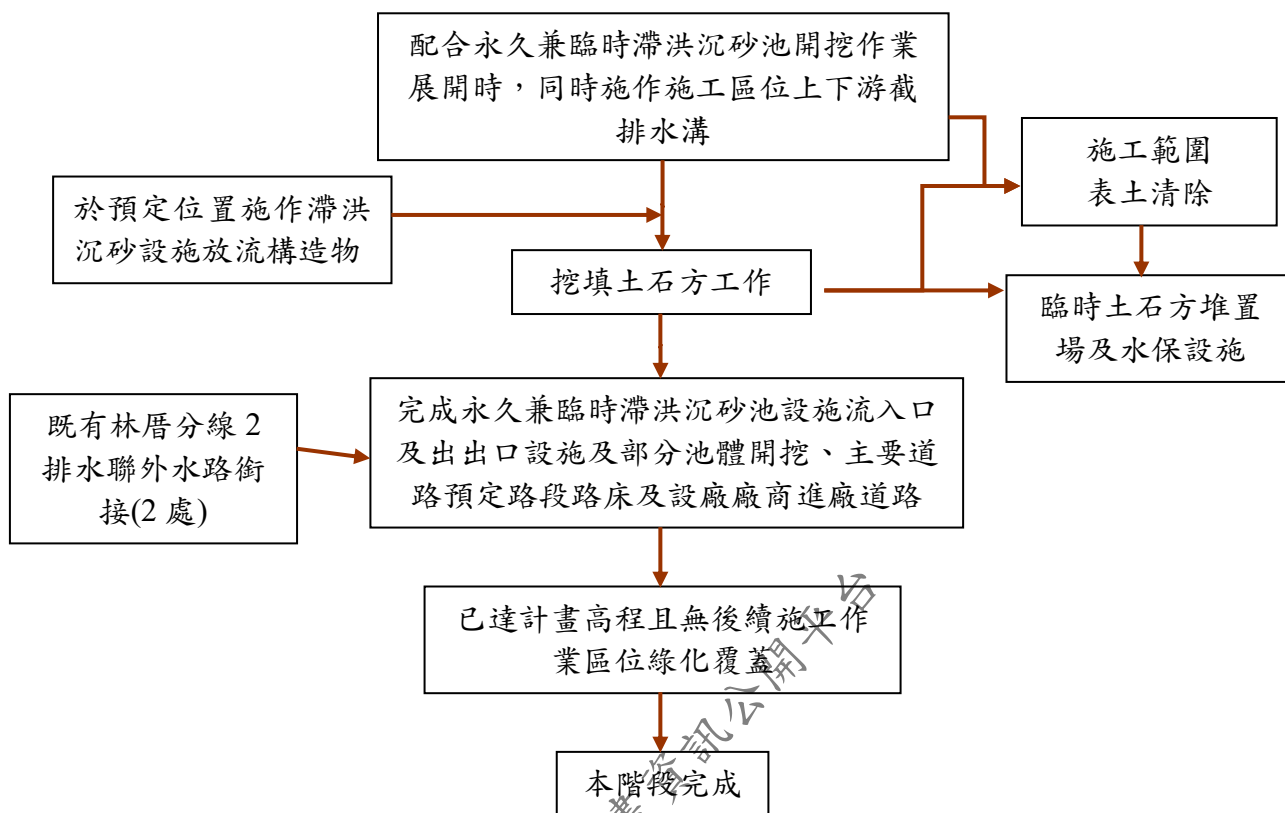 配合永久兼臨時滯洪沉砂池開挖作業
展開時，同時施作施工區位上下游截
排水溝
施工範圍
表土清除
於預定位置施作滯洪
沉砂設施放流構造物
挖填土石方工作
臨時土石方堆置
場及水保設施
既有林厝分線 2
排水聯外水路銜
接(2 處)
完成永久兼臨時滯洪沉砂池設施流入口
及出出口設施及部分池體開挖、主要道
路預定路段路床及設廠廠商進廠道路
已達計畫高程且無後續施工作
業區位綠化覆蓋
本階段完成
書資訊公開平台